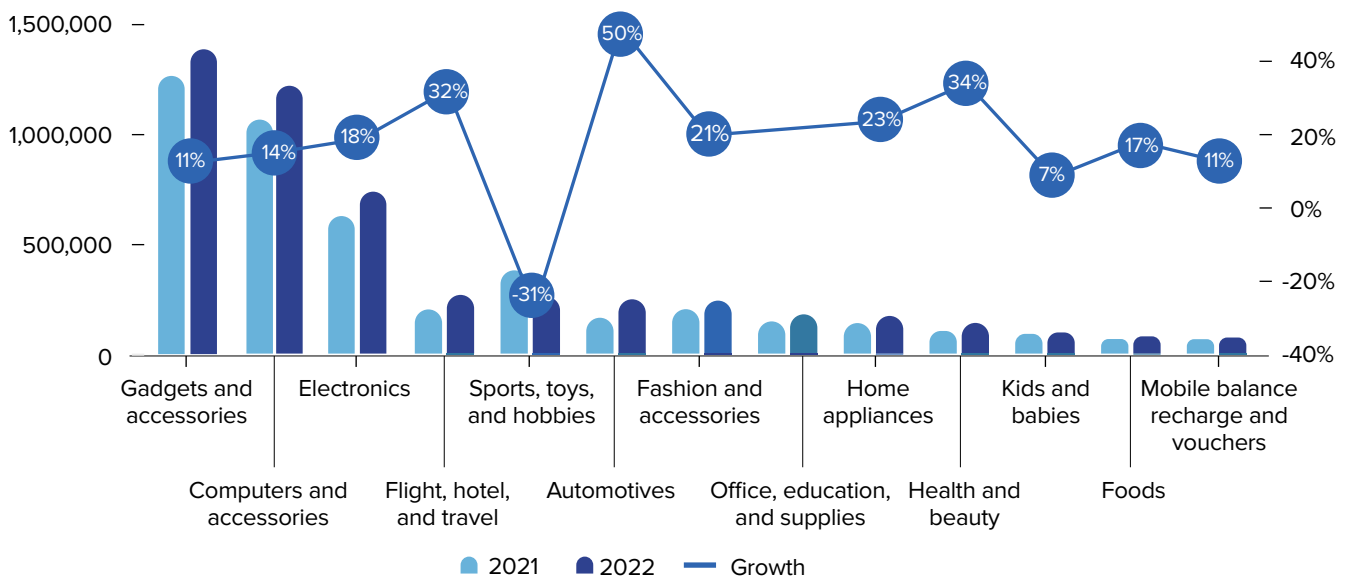 1,500,000
1,000,000
500,000
0
40%
20%
0%
-20%
-40%
11%
14%
18%
32%
-31%
50%
21%
23%
34%
7%
17%
11%
Gadgets and
accessories
Computers and
accessories
Electronics
Flight, hotel,
and travel
Sports, toys,
and hobbies
Automotives
Fashion and
accessories
Office, education,
and supplies
Home
appliances
Health and
beauty
Kids and
babies
Foods
Mobile balance
recharge and
vouchers
2021
2022
Growth